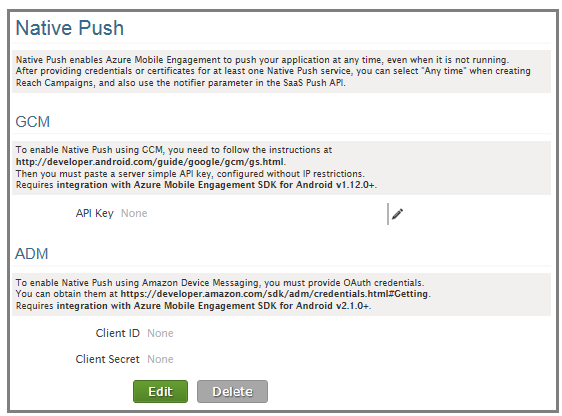 Native Push
Native Push enables Azure Mobile Engagement to push your application at any time, even when it is not running.
After providing credentials or certificates for at least one Native Push service, you can select "Any time" when creating
Reach Campaigns, and also use the notifier parameter in the SaaS Push API.
GCM
To enable Native Push using GCM, you need to follow the instructions at
http://developer.android.com/guide/google/gcm/gs.html.
Then you must paste a server simple API key, configured without IP restrictions.
Requires integration with Azure Mobile Engagement SDK for Android v1.12.0+.
API Key None
ADM
To enable Native Push using Amazon Device Messaging, you must provide OAuth credentials.
You can obtain them at https://developer.amazon.com/sdk/adm/credentials.html#Getting.
Requires integration with Azure Mobile Engagement SDK for Android v2.1.0+.
Client ID None
Client Secret None
Edit Delete